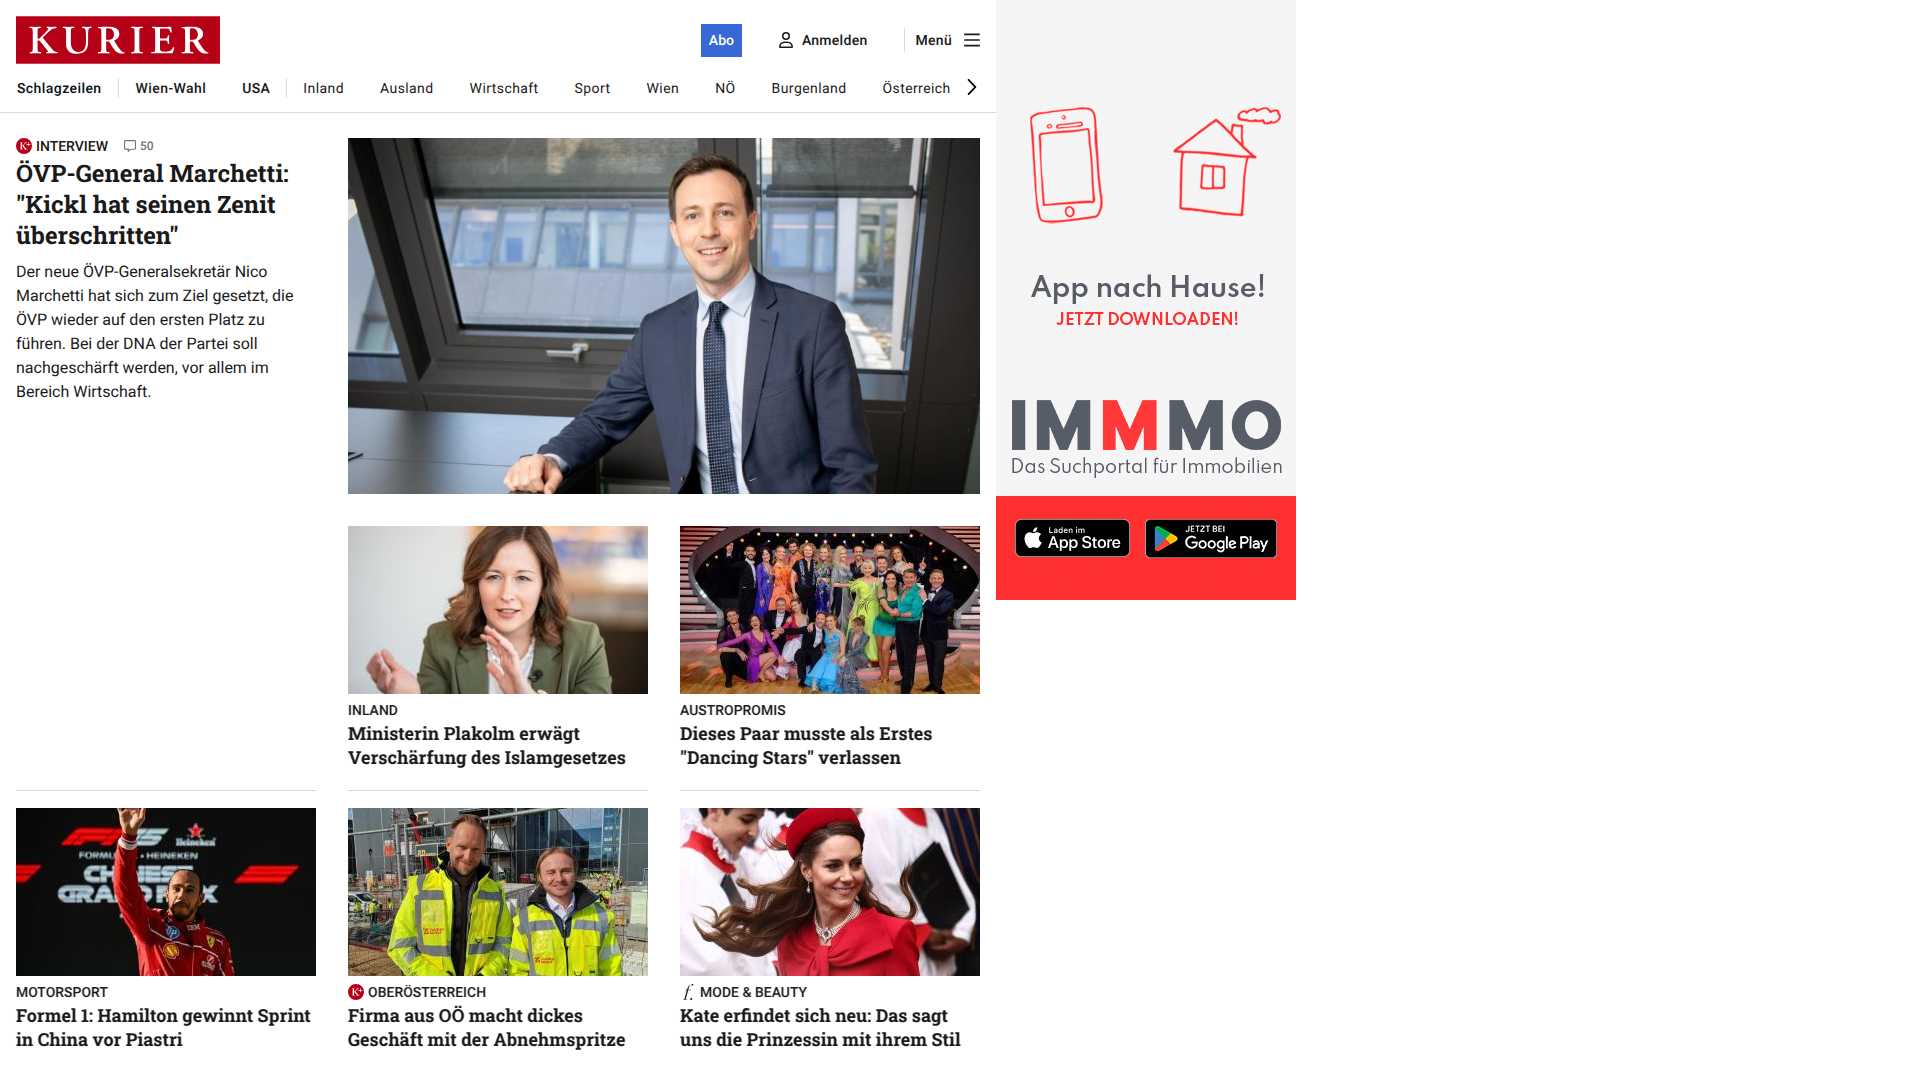 KURIER
Abo
Anmelden
Menü
Schlagzeilen
Wien-Wahl
USA
Inland
Ausland
Wirtschaft
Sport
Wien
NÖ
Burgenland
Österreich
INTERVIEW 50
ÖVP-General Marchetti:
"Kickl hat seinen Zenit
überschritten"
Der neue ÖVP-Generalsekretär Nico
Marchetti hat sich zum Ziel gesetzt, die
ÖVP wieder auf den ersten Platz zu
führen. Bei der DNA der Partei soll
nachgeschärft werden, vor allem im
Bereich Wirtschaft.
App nach Hause!
JETZT DOWNLOADEN!
IMMMO
Das Suchportal für Immobilien
Laden im
App Store
JETZT BEI
Google Play
INLAND
Ministerin Plakolm erwägt
Verschärfung des Islamgesetzes
AUSTROPROMIS
Dieses Paar musste als Erstes
"Dancing Stars" verlassen
Heineken
CHINESE
GRAND PRIX
MOTORSPORT
Formel 1: Hamilton gewinnt Sprint
in China vor Piastri
OBERÖSTERREICH
Firma aus OÖ macht dickes
Geschäft mit der Abnehmspritze
MODE & BEAUTY
Kate erfindet sich neu: Das sagt
uns die Prinzessin mit ihrem Stil